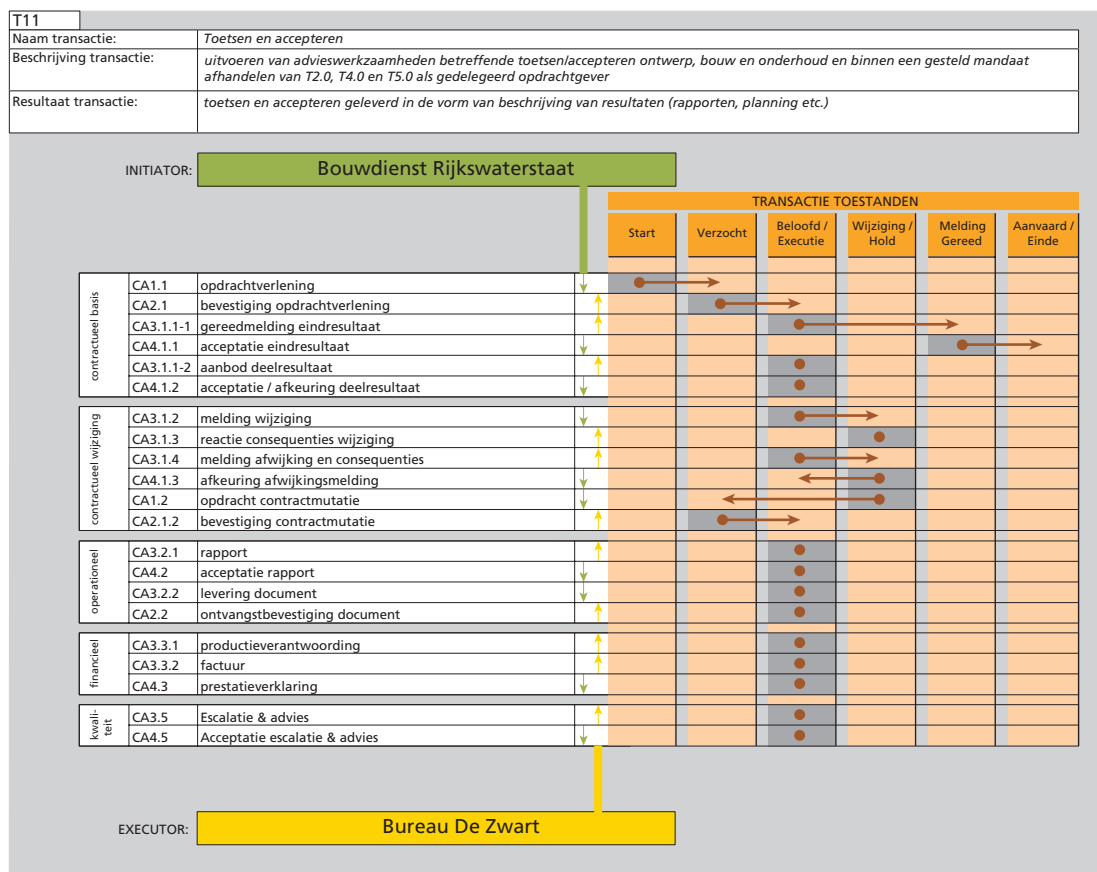 T11
Naam transactie: Toetsen en accepteren
Beschrijving transactie: uitvoeren van advieswerkzaamheden betreffende toetsen/accepteren ontwerp, bouw en onderhoud en binnen een gesteld mandaat
afhandelen van T2.0, T4.0 en T5.0 als gedelegeerd opdrachtgever
Resultaat transactie: toetsen en accepteren geleverd in de vorm van beschrijving van resultaten (rapporten, planning etc.)
INITIATOR: Bouwdienst Rijkswaterstaat
TRANSACTIE TOESTANDEN
Start
Verzocht
Beloofd /
Executie
Wijziging /
Hold
Melding
Gereed
Aanvaard /
Einde
contractueel basis
CA1.1 opdrachtverlening
CA2.1 bevestiging opdrachtverlening
CA3.1.1-1 gereedmelding eindresultaat
CA4.1.1 acceptatie eindresultaat
CA3.1.1-2 aanbod deelresultaat
CA4.1.2 acceptatie / afkeuring deelresultaat
contractueel wijziging
CA3.1.2 melding wijziging
CA3.1.3 reactie consequenties wijziging
CA3.1.4 melding afwijking en consequenties
CA4.1.3 afkeuring afwijkingsmelding
CA1.2 opdracht contractmutatie
CA2.1.2 bevestiging contractmutatie
operationeel
CA3.2.1 rapport
CA4.2 acceptatie rapport
CA3.2.2 levering document
CA2.2 ontvangstbevestiging document
financieel
CA3.3.1 productieverantwoording
CA3.3.2 factuur
CA4.3 prestatieverklaring
kwali-
teit
CA3.5 Escalatie & advies
CA4.5 Acceptatie escalatie & advies
EXECUTOR: Bureau De Zwart